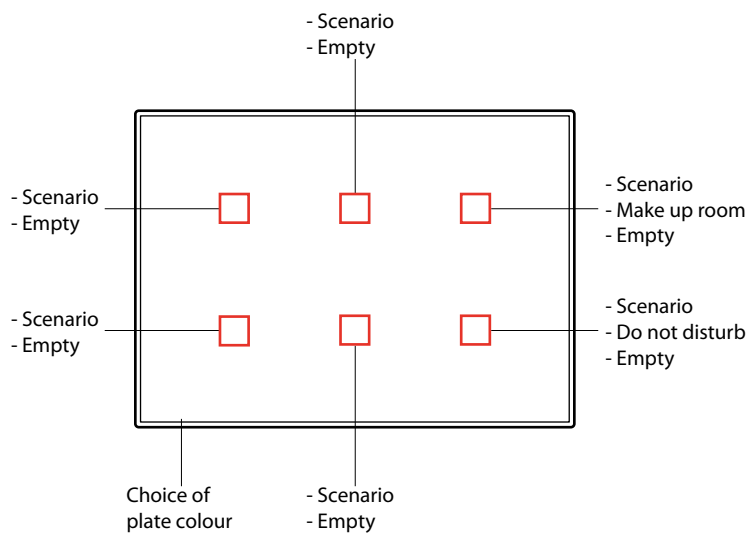 - Scenario
- Empty
- Scenario
- Empty
- Scenario
- Make up room
- Empty
- Scenario
- Empty
- Scenario
- Do not disturb
- Empty
Choice of
plate colour
- Scenario
- Empty